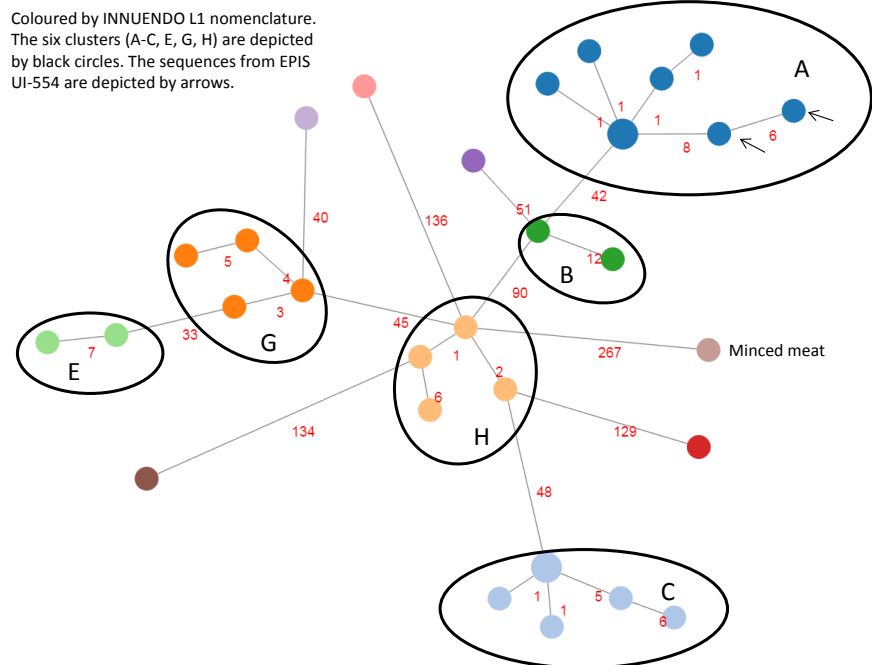 Coloured by INNUENDO L1 nomenclature.
The six clusters (A-C, E, G, H) are depicted
by black circles. The sequences from EPIS
UI-554 are depicted by arrows.
A
1
1
1
1
8
6
42
51
136
40
B
12
90
5
4
3
G
45
33
E
7
1
2
6
H
267
Minced meat
134
129
48
C
1
1
5
6